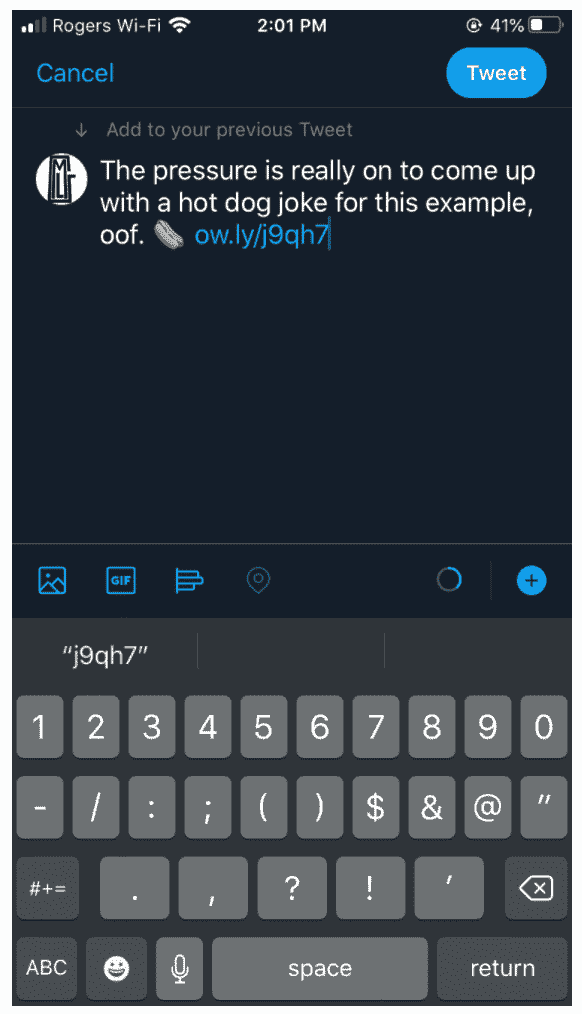 Rogers Wi-Fi 2:01 PM 41%
Cancel Tweet
Add to your previous Tweet
The pressure is really on to come up
with a hot dog joke for this example,
oof. 🌭 ow.ly/j9qh7
GIF
“j9qh7”
1 2 3 4 5 6 7 8 9 0
- / : ; ( ) $ & @ "
#+= . , ? ! '
ABC space return